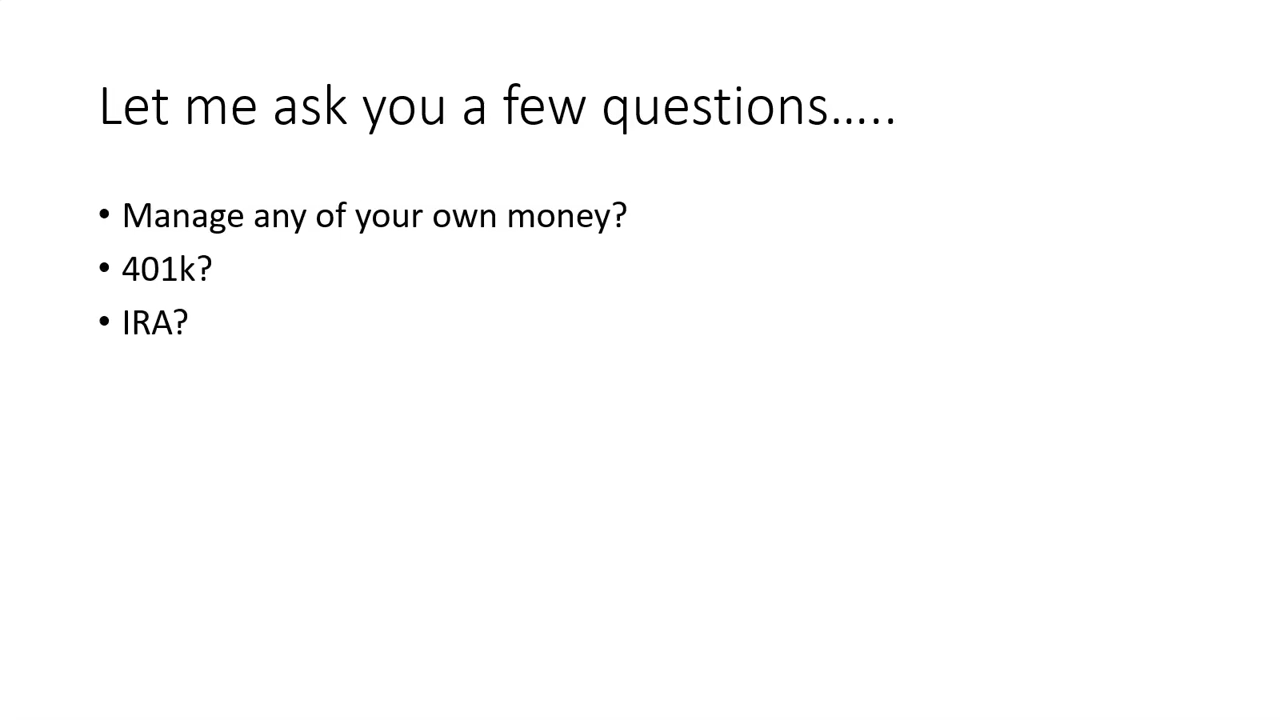 Let me ask you a few questions.....
• Manage any of your own money?
• 401k?
• IRA?